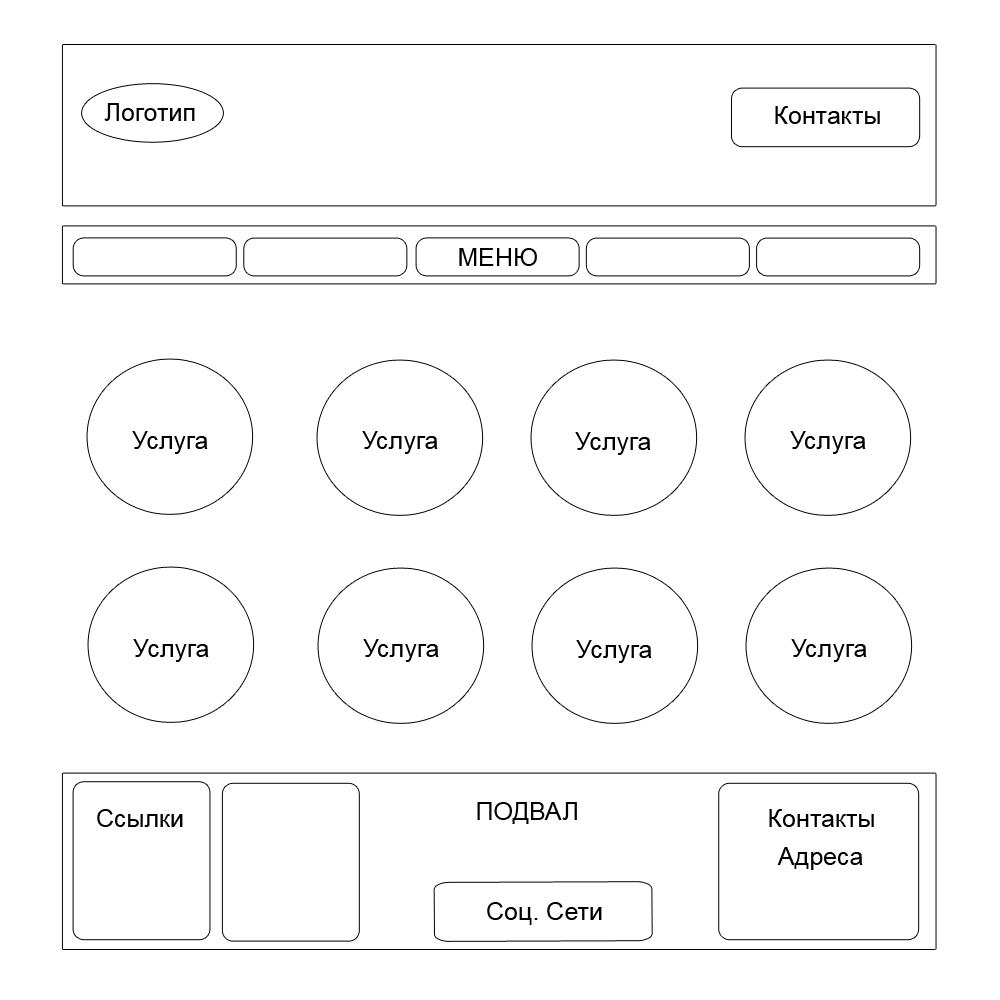 Логотип
Контакты
МЕНЮ
Услуга
Услуга
Услуга
Услуга
Услуга
Услуга
Услуга
Услуга
Ссылки
ПОДВАЛ
Соц. Сети
Контакты
Адреса